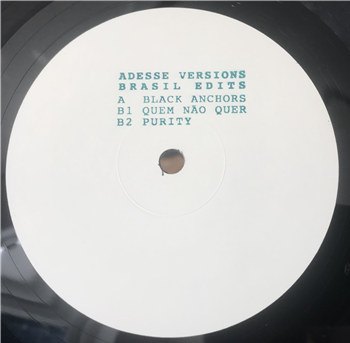 ADESSE VERSIONS
BRASIL EDITS
A BLACK ANCHORS
B1 QUEM NÃO QUER
B2 PURITY